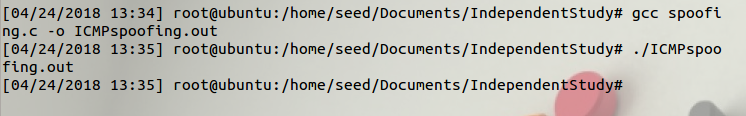 [04/24/2018 13:34] root@ubuntu:/home/seed/Documents/IndependentStudy# gcc spoofi
ng.c -o ICMPspoofing.out
[04/24/2018 13:35] root@ubuntu:/home/seed/Documents/IndependentStudy# ./ICMPspoo
fing.out
[04/24/2018 13:35] root@ubuntu:/home/seed/Documents/IndependentStudy#